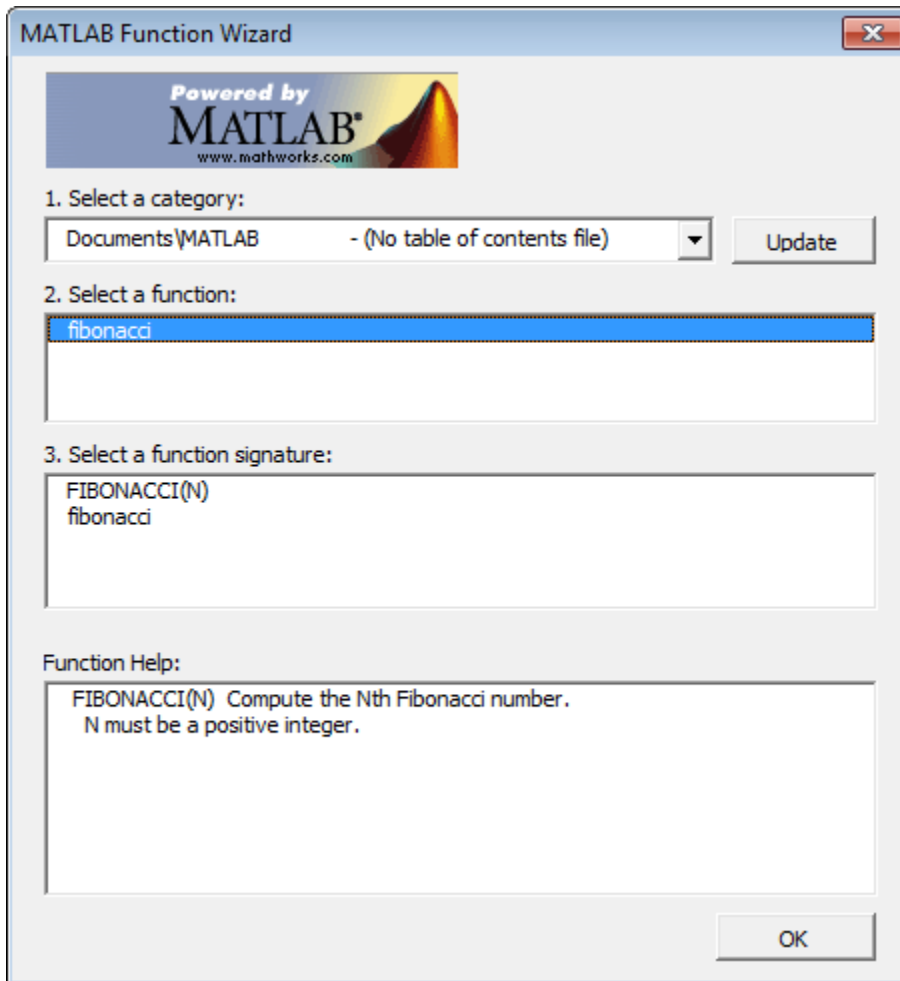 MATLAB Function Wizard
Powered by
MATLAB®
www.mathworks.com
1. Select a category:
Documents\MATLAB - (No table of contents file)
Update
2. Select a function:
fibonacci
3. Select a function signature:
FIBONACCI(N)
fibonacci
Function Help:
FIBONACCI(N) Compute the Nth Fibonacci number.
N must be a positive integer.
OK